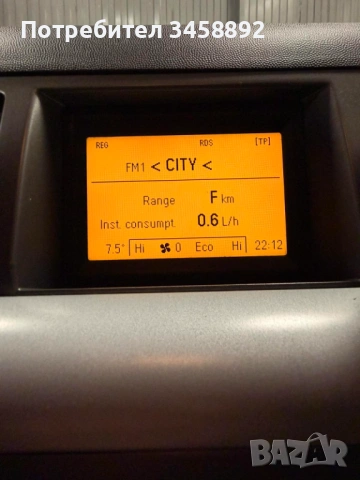 Потребител 3458892
REG RDS [TP]
FM1 < CITY <
Range F km
Inst. consumpt. 0.6 L/h
7.5° Hi 0 Eco Hi 22:12
BAZAR